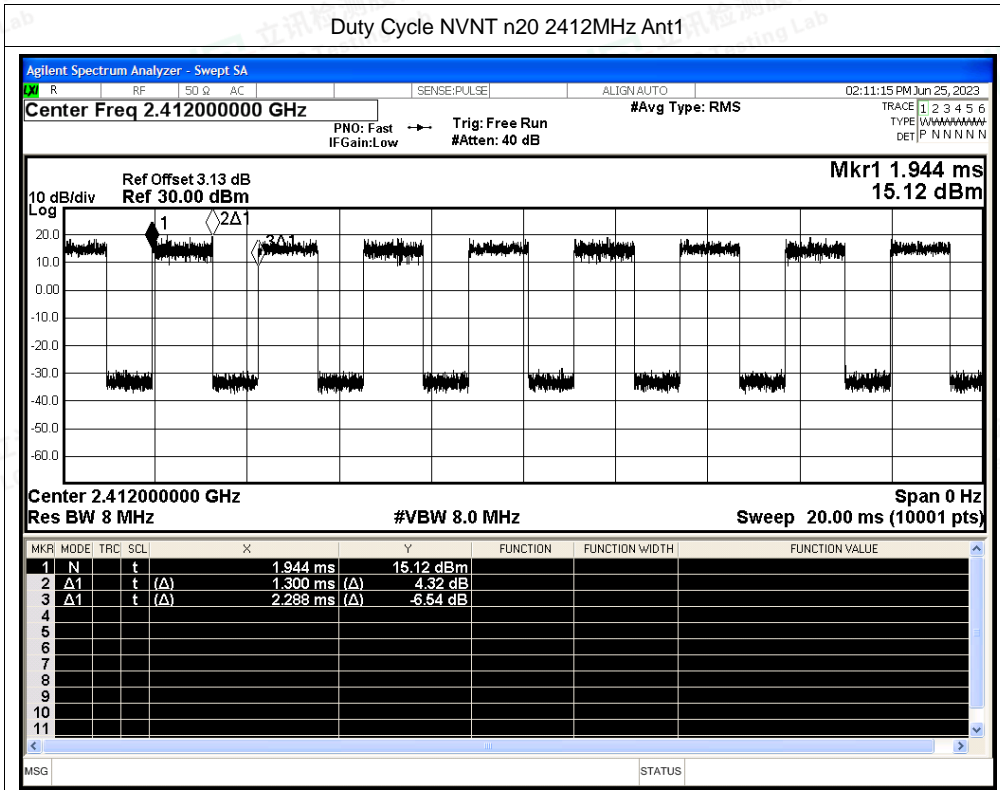 Duty Cycle NVNT n20 2412MHz Ant1
Agilent Spectrum Analyzer - Swept SA
LXI R RF 50 Ω AC SENSE:PULSE ALIGN AUTO 02:11:15 PM Jun 25, 2023
Center Freq 2.412000000 GHz #Avg Type: RMS TRACE 1 2 3 4 5 6
PNO: Fast Trig: Free Run TYPE WWWWWW
IFGain:Low #Atten: 40 dB DET P N N N N N
Mkr1 1.944 ms
15.12 dBm
Ref Offset 3.13 dB
10 dB/div Ref 30.00 dBm
Log
1 2Δ1
3Δ1
20.0
10.0
0.00
-10.0
-20.0
-30.0
-40.0
-50.0
-60.0
Center 2.412000000 GHz Span 0 Hz
Res BW 8 MHz #VBW 8.0 MHz Sweep 20.00 ms (10001 pts)
MKR MODE TRC SCL X Y FUNCTION FUNCTION WIDTH FUNCTION VALUE
1 N t 1.944 ms 15.12 dBm
2 Δ1 t (Δ) 1.300 ms (Δ) 4.32 dB
3 Δ1 t (Δ) 2.288 ms (Δ) -6.54 dB
4
5
6
7
8
9
10
11
MSG STATUS